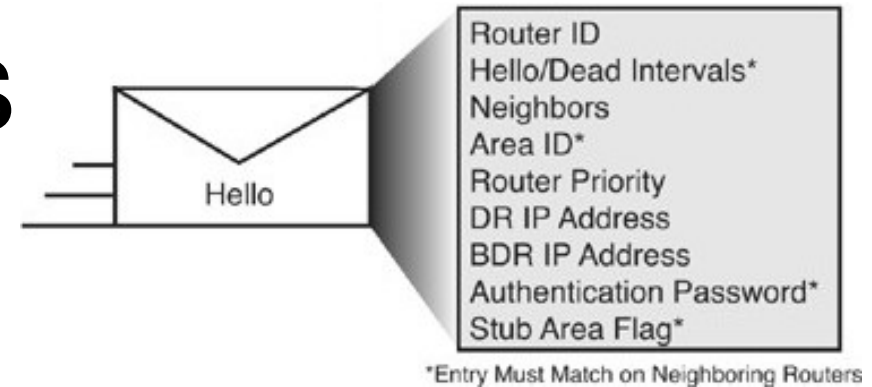 s
Hello
Router ID
Hello/Dead Intervals*
Neighbors
Area ID*
Router Priority
DR IP Address
BDR IP Address
Authentication Password*
Stub Area Flag*
*Entry Must Match on Neighboring Routers